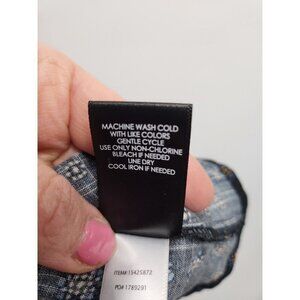 MACHINE WASH COLD
WITH LIKE COLORS
GENTLE CYCLE
USE ONLY NON-CHLORINE
BLEACH IF NEEDED
LINE DRY
COOL IRON IF NEEDED
ITEM# 15425872
PO# 1789291